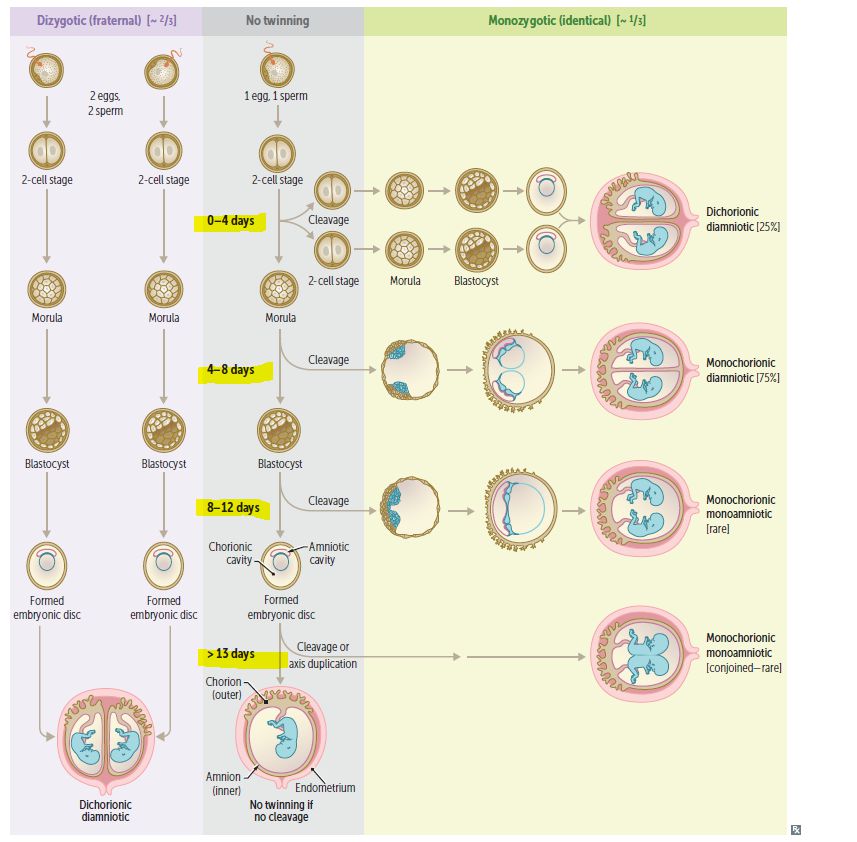 Dizygotic (fraternal) [~ 2/3]
No twinning
Monozygotic (identical) [~ 1/3]
2 eggs,
2 sperm
1 egg, 1 sperm
2-cell stage
2-cell stage
2-cell stage
0–4 days
Cleavage
2-cell stage
Morula
Blastocyst
Dichorionic
diamniotic [25%]
Morula
Morula
Morula
4–8 days
Cleavage
Monochorionic
diamniotic [75%]
Blastocyst
Blastocyst
Blastocyst
8–12 days
Cleavage
Monochorionic
monoamniotic
[rare]
Chorionic
cavity
Amniotic
cavity
Formed
embryonic disc
Formed
embryonic disc
Formed
embryonic disc
> 13 days
Cleavage or
axis duplication
Monochorionic
monoamniotic
[conjoined—rare]
Chorion
(outer)
Amnion
(inner)
Endometrium
Dichorionic
diamniotic
No twinning if
no cleavage
Rx